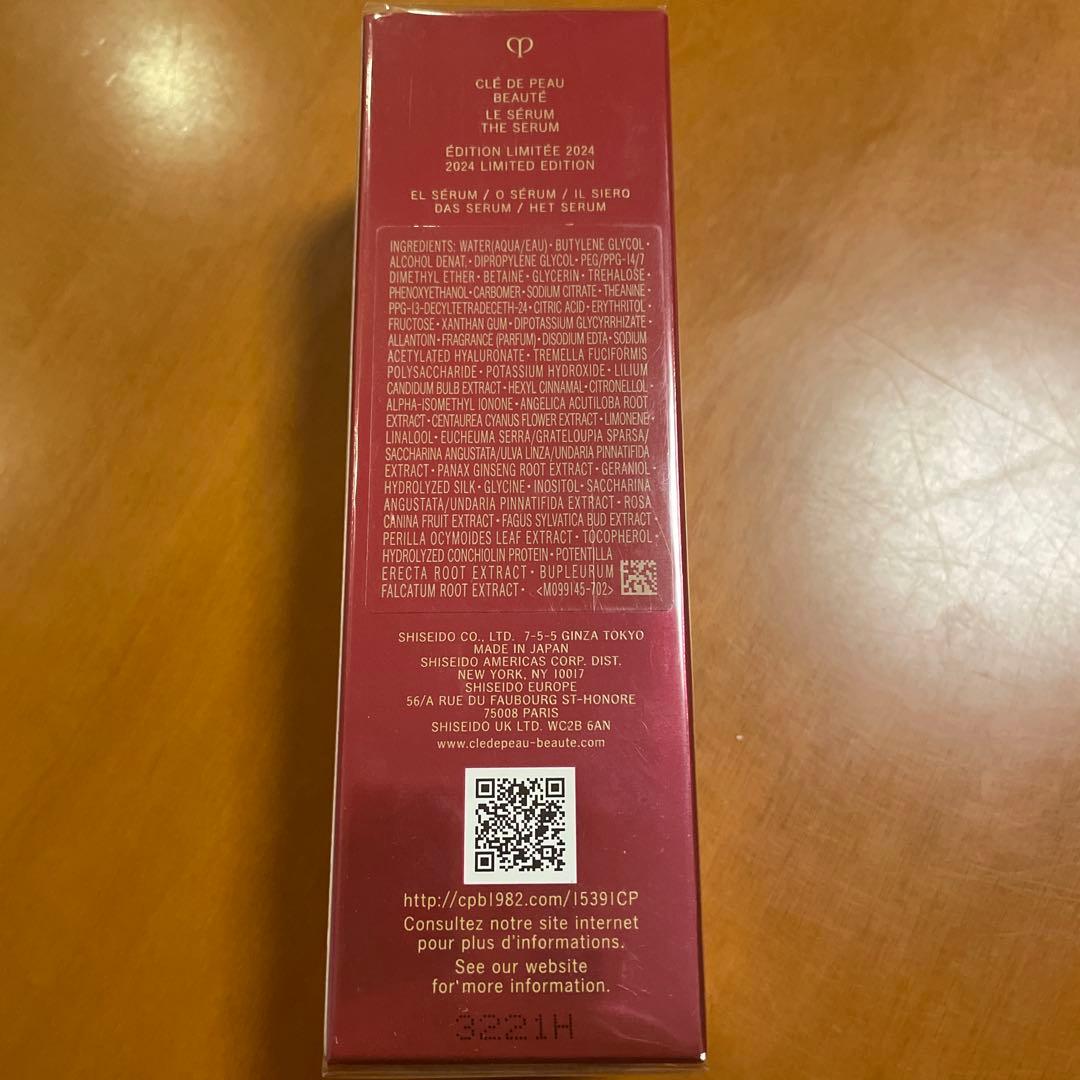 CLÉ DE PEAU
BEAUTÉ
LE SÉRUM
THE SERUM
ÉDITION LIMITÉE 2024
2024 LIMITED EDITION
EL SÉRUM / O SÉRUM / IL SIERO
DAS SERUM / HET SERUM
INGREDIENTS: WATER(AQUA/EAU)・BUTYLENE GLYCOL・
ALCOHOL DENAT.・DIPROPYLENE GLYCOL・PEG/PPG-14/7
DIMETHYL ETHER・BETAINE・GLYCERIN・TREHALOSE・
PHENOXYETHANOL・CARBOMER・SODIUM CITRATE・THEANINE・
PPG-13-DECYLTETRADECETH-24・CITRIC ACID・ERYTHRITOL・
FRUCTOSE・XANTHAN GUM・DIPOTASSIUM GLYCYRRHIZATE・
ALLANTOIN・FRAGRANCE (PARFUM)・DISODIUM EDTA・SODIUM
ACETYLATED HYALURONATE・TREMELLA FUCIFORMIS
POLYSACCHARIDE・POTASSIUM HYDROXIDE・LILIUM
CANDIDUM BULB EXTRACT・HEXYL CINNAMAL・CITRONELLOL・
ALPHA-ISOMETHYL IONONE・ANGELICA ACUTILOBA ROOT
EXTRACT・CENTAUREA CYANUS FLOWER EXTRACT・LIMONENE・
LINALOOL・EUCHEUMA SERRA/GRATELOUPIA SPARSA/
SACCHARINA ANGUSTATA/ULVA LINZA/UNDARIA PINNATIFIDA
EXTRACT・PANAX GINSENG ROOT EXTRACT・GERANIOL・
HYDROLYZED SILK・GLYCINE・INOSITOL・SACCHARINA
ANGUSTATA/UNDARIA PINNATIFIDA EXTRACT・ROSA
CANINA FRUIT EXTRACT・FAGUS SYLVATICA BUD EXTRACT・
PERILLA OCYMOIDES LEAF EXTRACT・TOCOPHEROL・
HYDROLYZED CONCHIOLIN PROTEIN・POTENTILLA
ERECTA ROOT EXTRACT・BUPLEURUM
FALCATUM ROOT EXTRACT・ <M099145-702>
SHISEIDO CO., LTD. 7-5-5 GINZA TOKYO
MADE IN JAPAN
SHISEIDO AMERICAS CORP. DIST.
NEW YORK, NY 10017
SHISEIDO EUROPE
56/A RUE DU FAUBOURG ST-HONORE
75008 PARIS
SHISEIDO UK LTD. WC2B 6AN
www.cledepeau-beaute.com
http://cpb1982.com/15391CP
Consultez notre site internet
pour plus d'informations.
See our website
for more information.
3221H